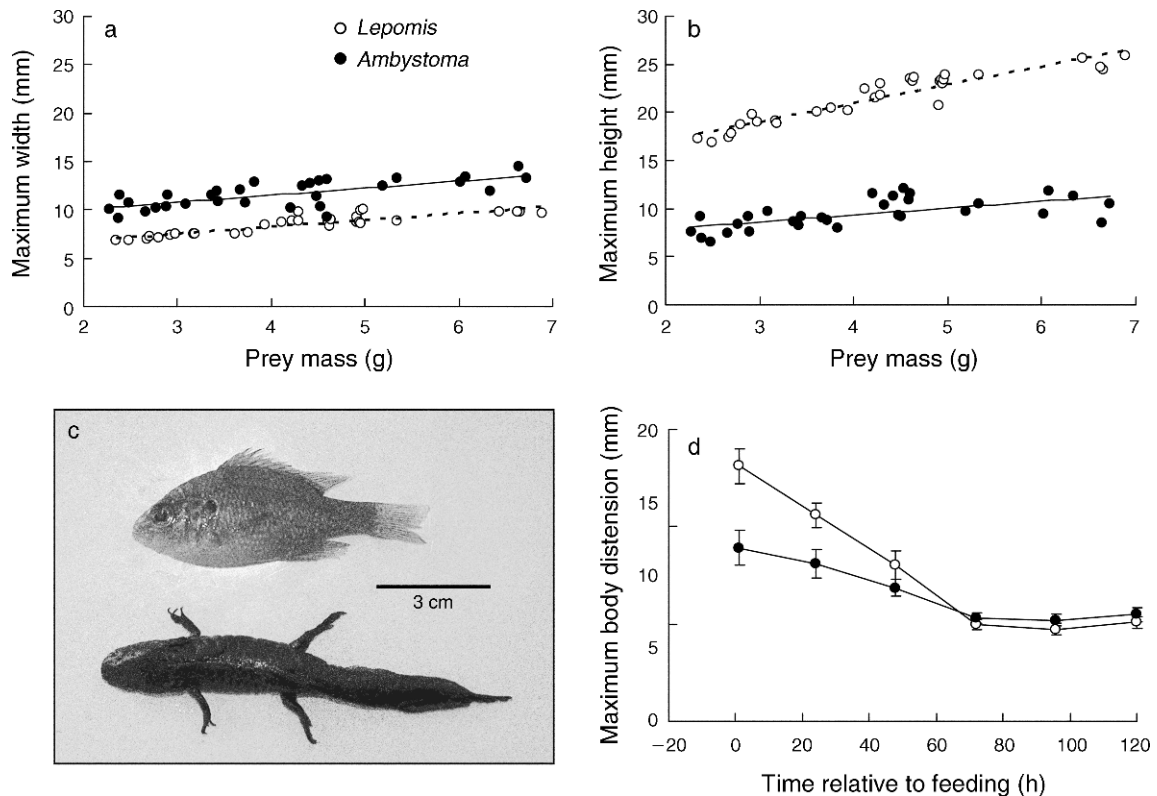 a
Lepomis
Ambystoma
Maximum width (mm)
30
25
20
15
10
5
0
2 3 4 5 6 7
Prey mass (g)
b
Maximum height (mm)
30
25
20
15
10
5
0
2 3 4 5 6 7
Prey mass (g)
c
3 cm
d
Maximum body distension (mm)
20
15
10
5
0
−20 0 20 40 60 80 100 120
Time relative to feeding (h)